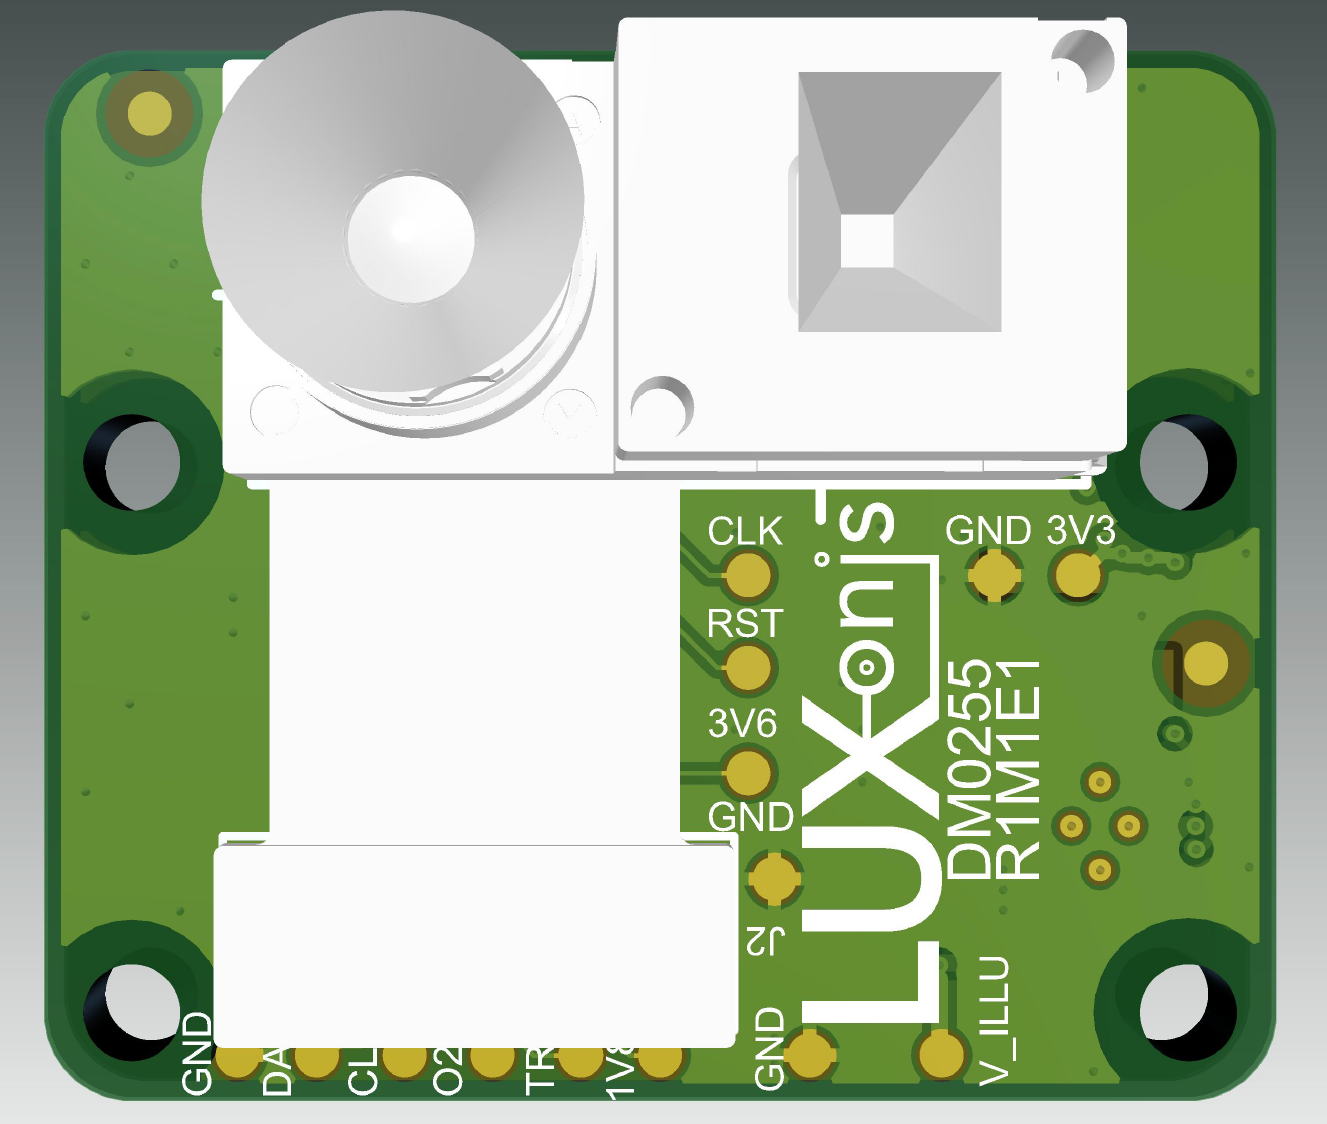 CLK
GND 3V3
RST
3V6
GND
LUXonis
DM0255
R1M1E1
J2
GND
DA
CL
O2
TR
1V8
GND
V_ILLU